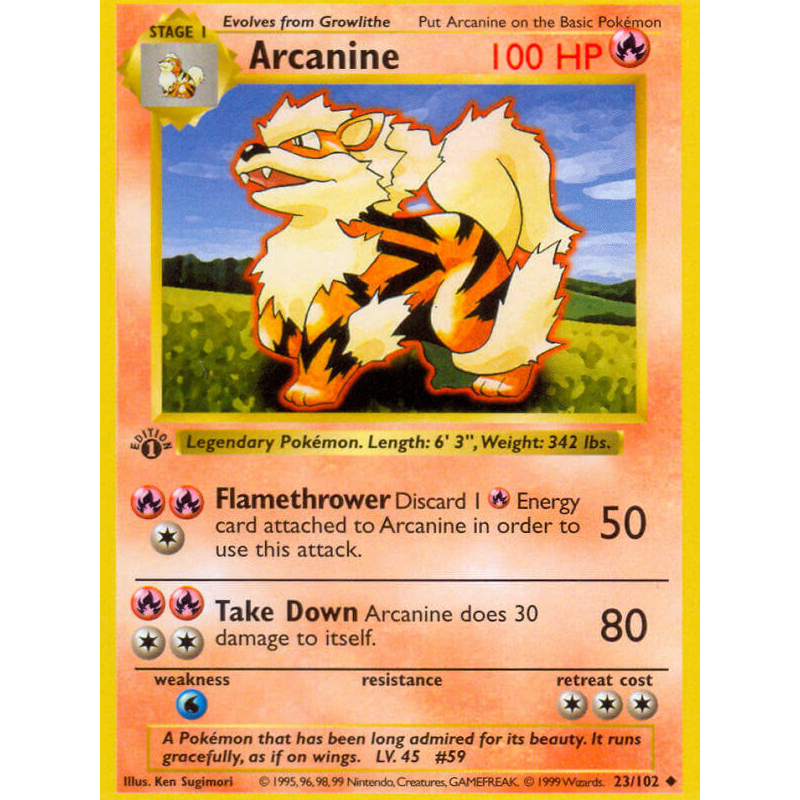 Evolves from Growlithe Put Arcanine on the Basic Pokémon
STAGE 1
Arcanine 100 HP
EDITION
1
Legendary Pokémon. Length: 6' 3", Weight: 342 lbs.
Flamethrower Discard 1 Energy
card attached to Arcanine in order to
use this attack.
50
Take Down Arcanine does 30
damage to itself.
80
weakness resistance retreat cost
A Pokémon that has been long admired for its beauty. It runs
gracefully, as if on wings. LV. 45 #59
Illus. Ken Sugimori ©1995, 96, 98, 99 Nintendo, Creatures, GAMEFREAK. ©1999 Wizards. 23/102